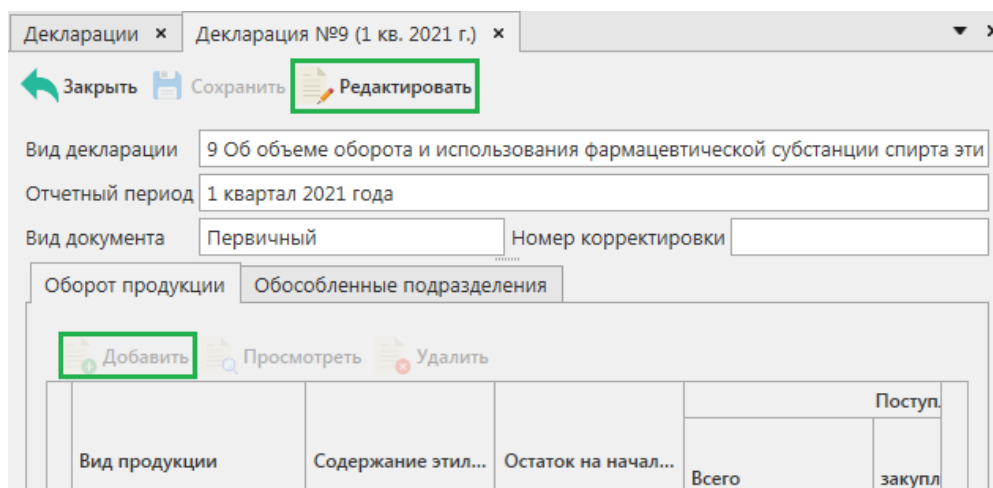 Декларации × Декларация №9 (1 кв. 2021 г.) ×
Закрыть Сохранить Редактировать
Вид декларации 9 Об объеме оборота и использования фармацевтической субстанции спирта эти
Отчетный период 1 квартал 2021 года
Вид документа Первичный Номер корректировки
Оборот продукции Обособленные подразделения
Добавить Просмотреть Удалить
Поступ.
Вид продукции Содержание этил... Остаток на начал...
Всего закупл